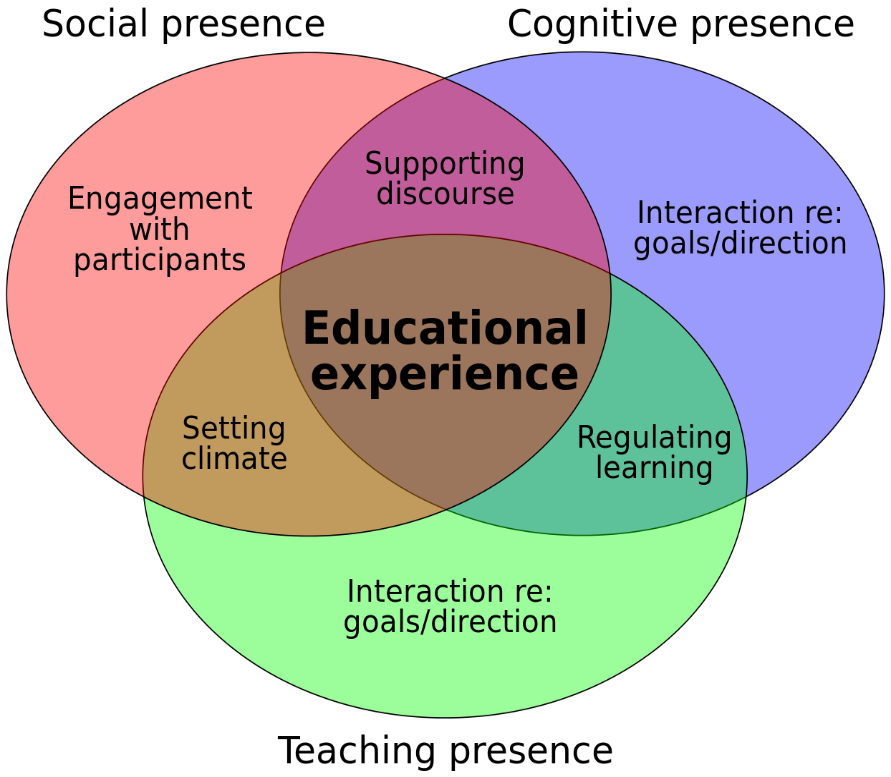 Social presence
Cognitive presence
Supporting
discourse
Engagement
with
participants
Interaction re:
goals/direction
Educational
experience
Setting
climate
Regulating
learning
Interaction re:
goals/direction
Teaching presence